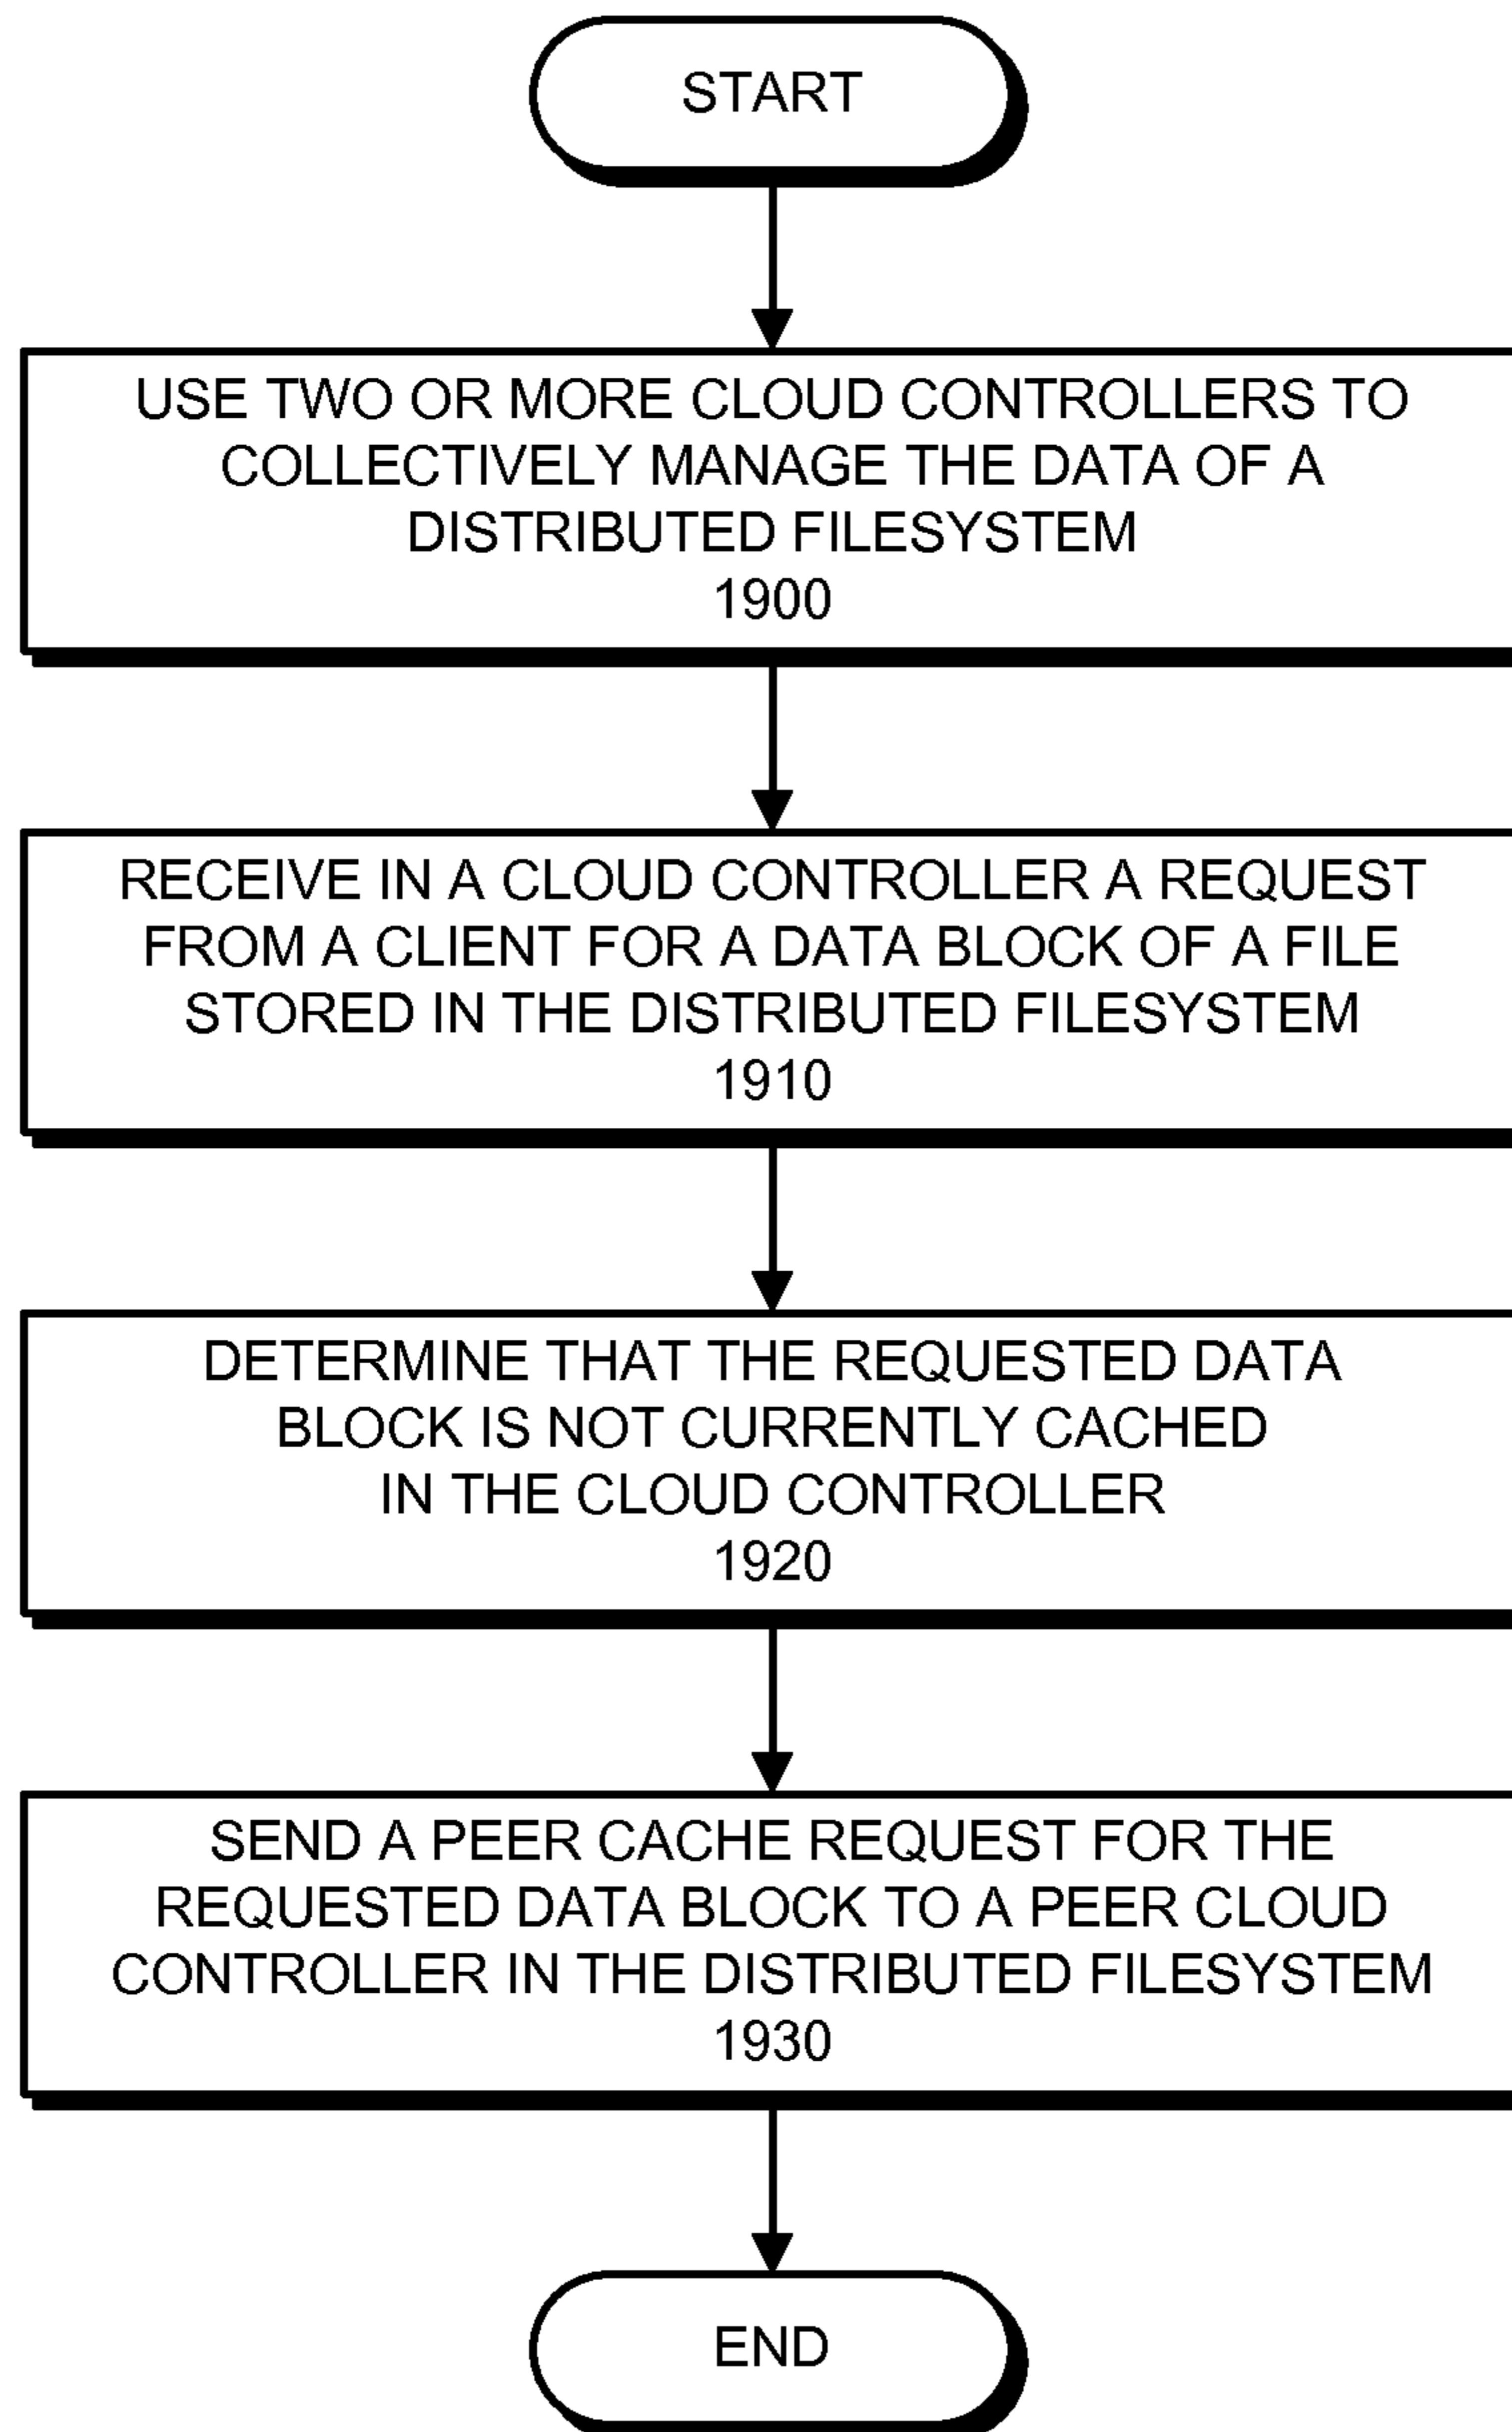 START
USE TWO OR MORE CLOUD CONTROLLERS TO
COLLECTIVELY MANAGE THE DATA OF A
DISTRIBUTED FILESYSTEM
1900
RECEIVE IN A CLOUD CONTROLLER A REQUEST
FROM A CLIENT FOR A DATA BLOCK OF A FILE
STORED IN THE DISTRIBUTED FILESYSTEM
1910
DETERMINE THAT THE REQUESTED DATA
BLOCK IS NOT CURRENTLY CACHED
IN THE CLOUD CONTROLLER
1920
SEND A PEER CACHE REQUEST FOR THE
REQUESTED DATA BLOCK TO A PEER CLOUD
CONTROLLER IN THE DISTRIBUTED FILESYSTEM
1930
END